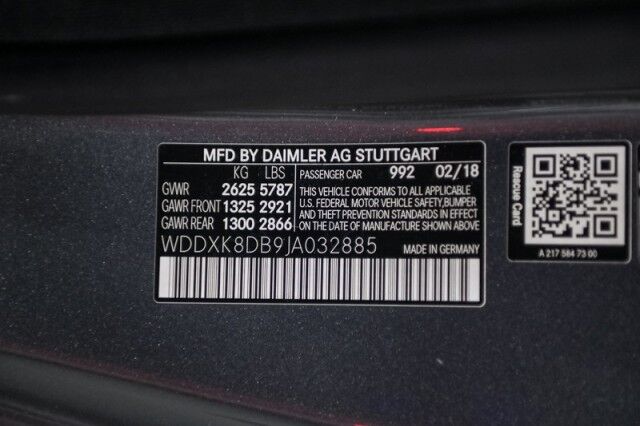 MFD BY DAIMLER AG STUTTGART
KG LBS PASSENGER CAR 992 02/18
GVWR 2625 5787
GAWR FRONT 1325 2921
GAWR REAR 1300 2866
THIS VEHICLE CONFORMS TO ALL APPLICABLE
U.S. FEDERAL MOTOR VEHICLE SAFETY,BUMPER
AND THEFT PREVENTION STANDARDS IN EFFECT
ON THE DATE OF MANUFACTURE SHOWN ABOVE.
WDDXK8DB9JA032885 MADE IN GERMANY
Rescue Card
A 217 584 73 00